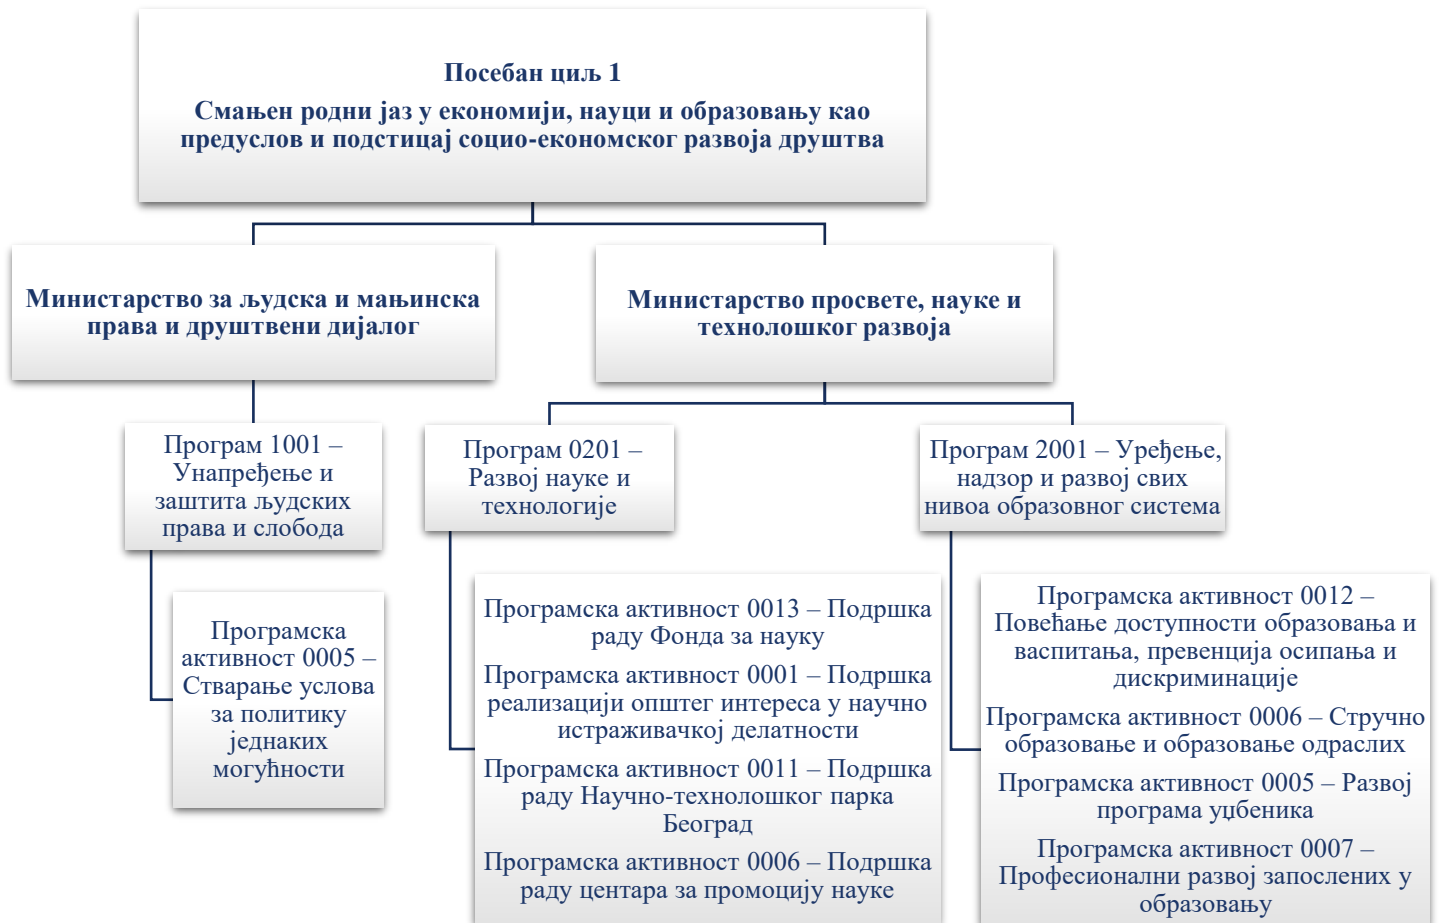 Посебан циљ 1
Смањен родни јаз у економији, науци и образовању као
предуслов и подстицај социо-економског развоја друштва
Министарство за људска и мањинска
права и друштвени дијалог
Министарство просвете, науке и
технолошког развоја
Програм 1001 –
Унапређење и
заштита људских
права и слобода
Програмска
активност 0005 –
Стварање услова
за политику
једнаких
могућности
Програм 0201 –
Развој науке и
технологије
Програмска активност 0013 – Подршка
раду Фонда за науку
Програмска активност 0001 – Подршка
реализацији општег интереса у научно
истраживачкој делатности
Програмска активност 0011 – Подршка
раду Научно-технолошког парка
Београд
Програмска активност 0006 – Подршка
раду центара за промоцију науке
Програм 2001 – Уређење,
надзор и развој свих
нивоа образовног система
Програмска активност 0012 –
Повећање доступности образовања и
васпитања, превенција осипања и
дискриминације
Програмска активност 0006 – Стручно
образовање и образовање одраслих
Програмска активност 0005 – Развој
програма уџбеника
Програмска активност 0007 –
Професионални развој запослених у
образовању